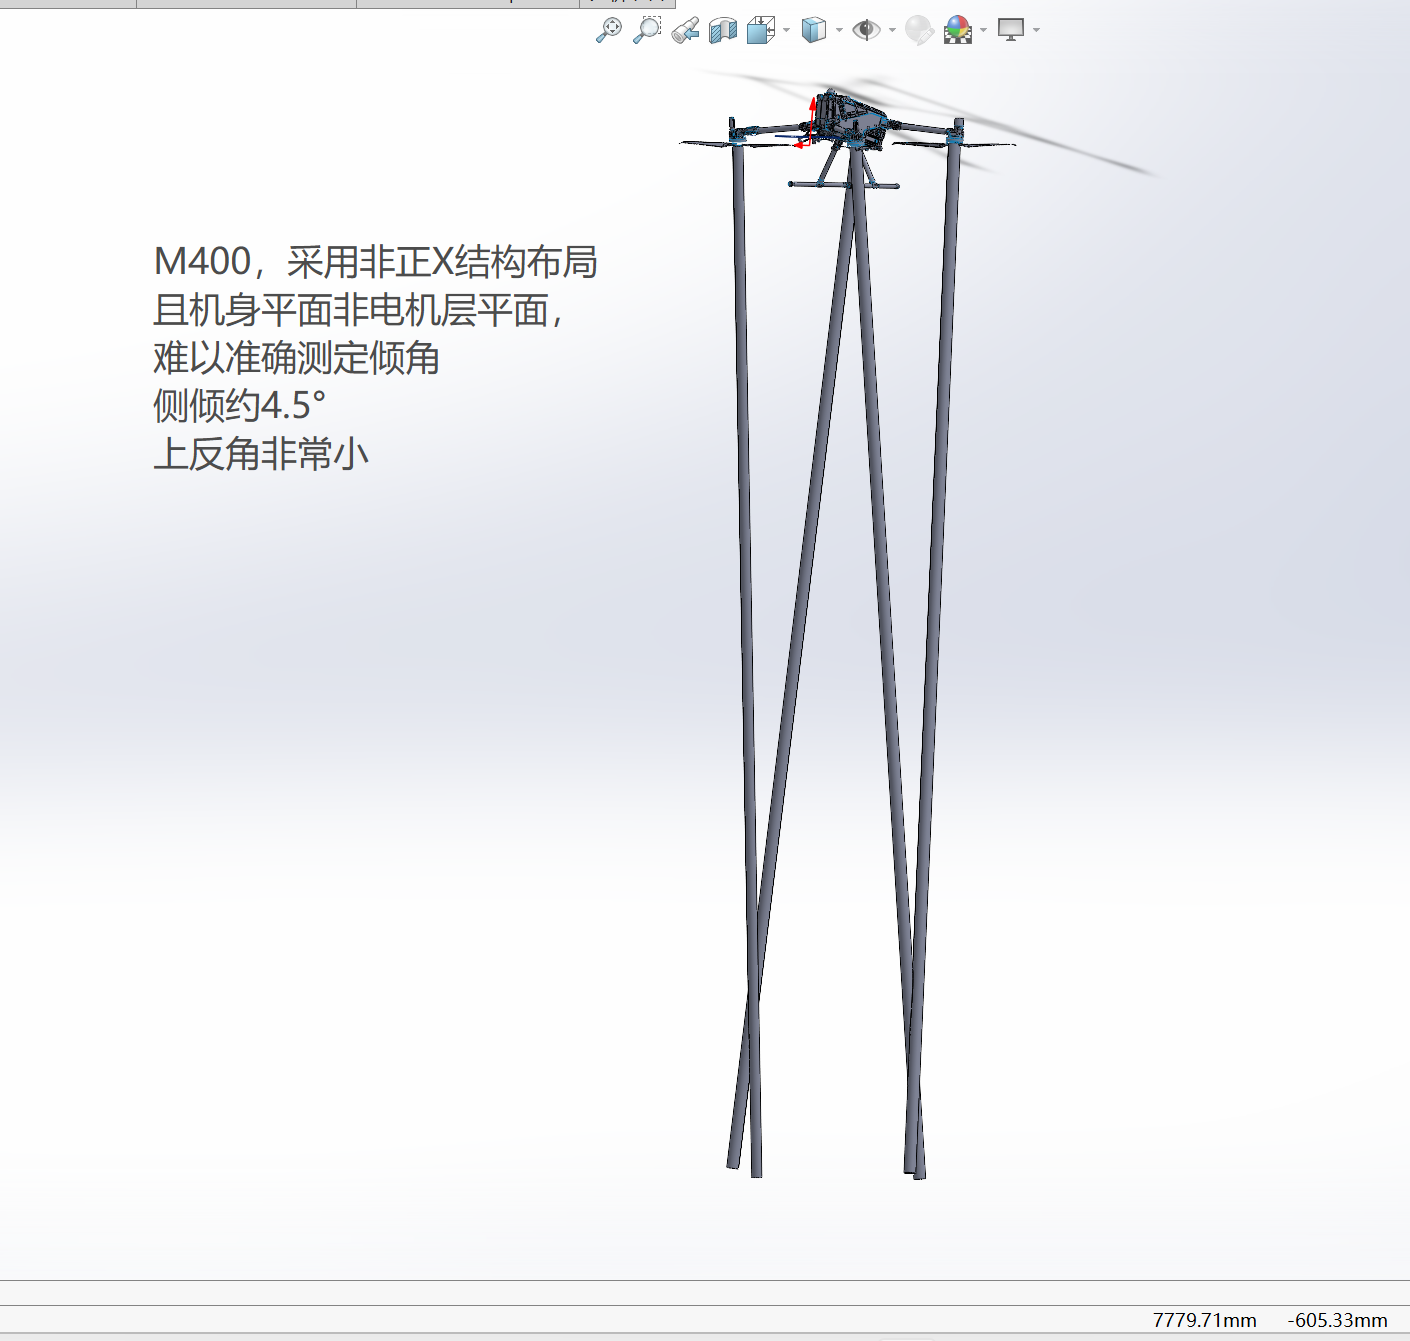 M400，采用非正X结构布局
且机身平面非电机层平面，
难以准确测定倾角
侧倾约4.5°
上反角非常小
7779.71mm -605.33mm